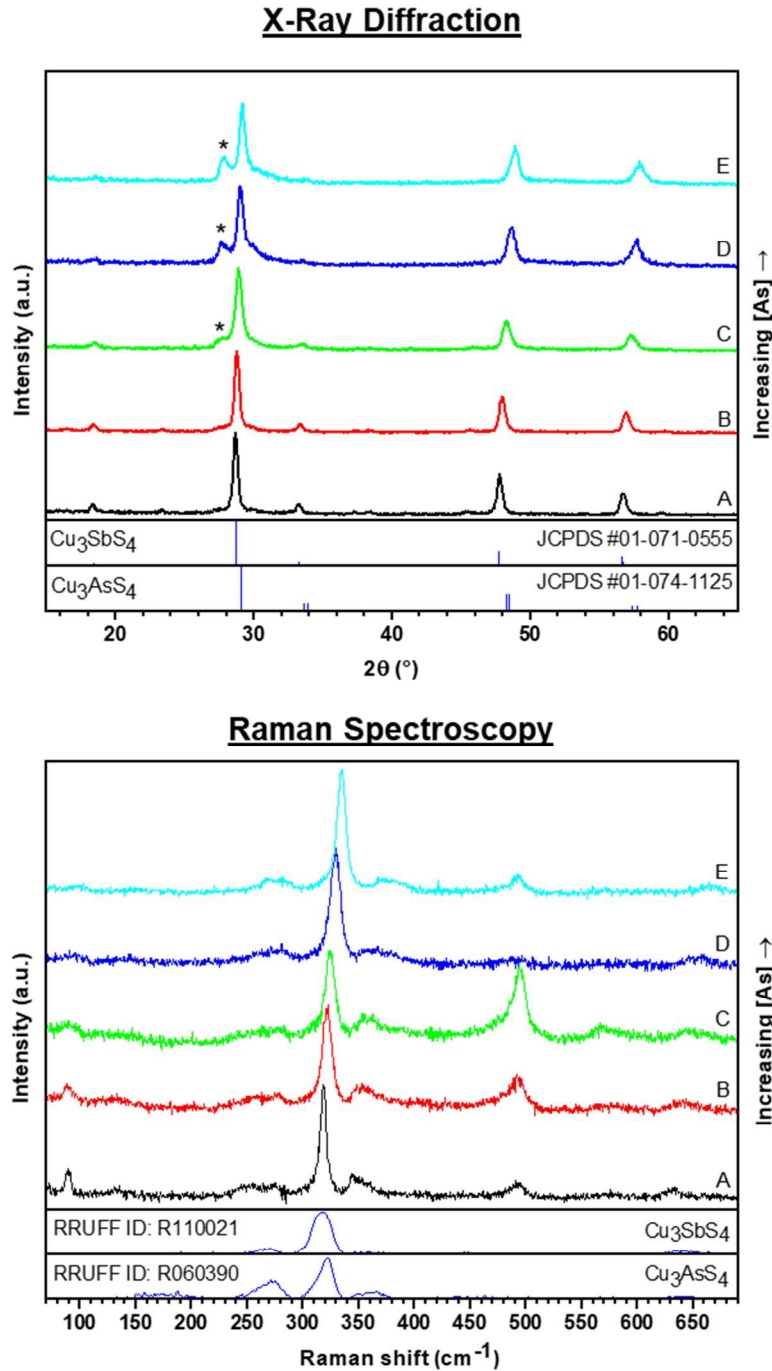 X-Ray Diffraction
Intensity (a.u.)
Increasing [As] →
* E
* D
* C
B
A
Cu₃SbS₄ JCPDS #01-071-0555
Cu₃AsS₄ JCPDS #01-074-1125
20 30 40 50 60
2θ (°)
Raman Spectroscopy
Intensity (a.u.)
Increasing [As] →
E
D
C
B
A
RRUFF ID: R110021 Cu₃SbS₄
RRUFF ID: R060390 Cu₃AsS₄
100 150 200 250 300 350 400 450 500 550 600 650
Raman shift (cm⁻¹)